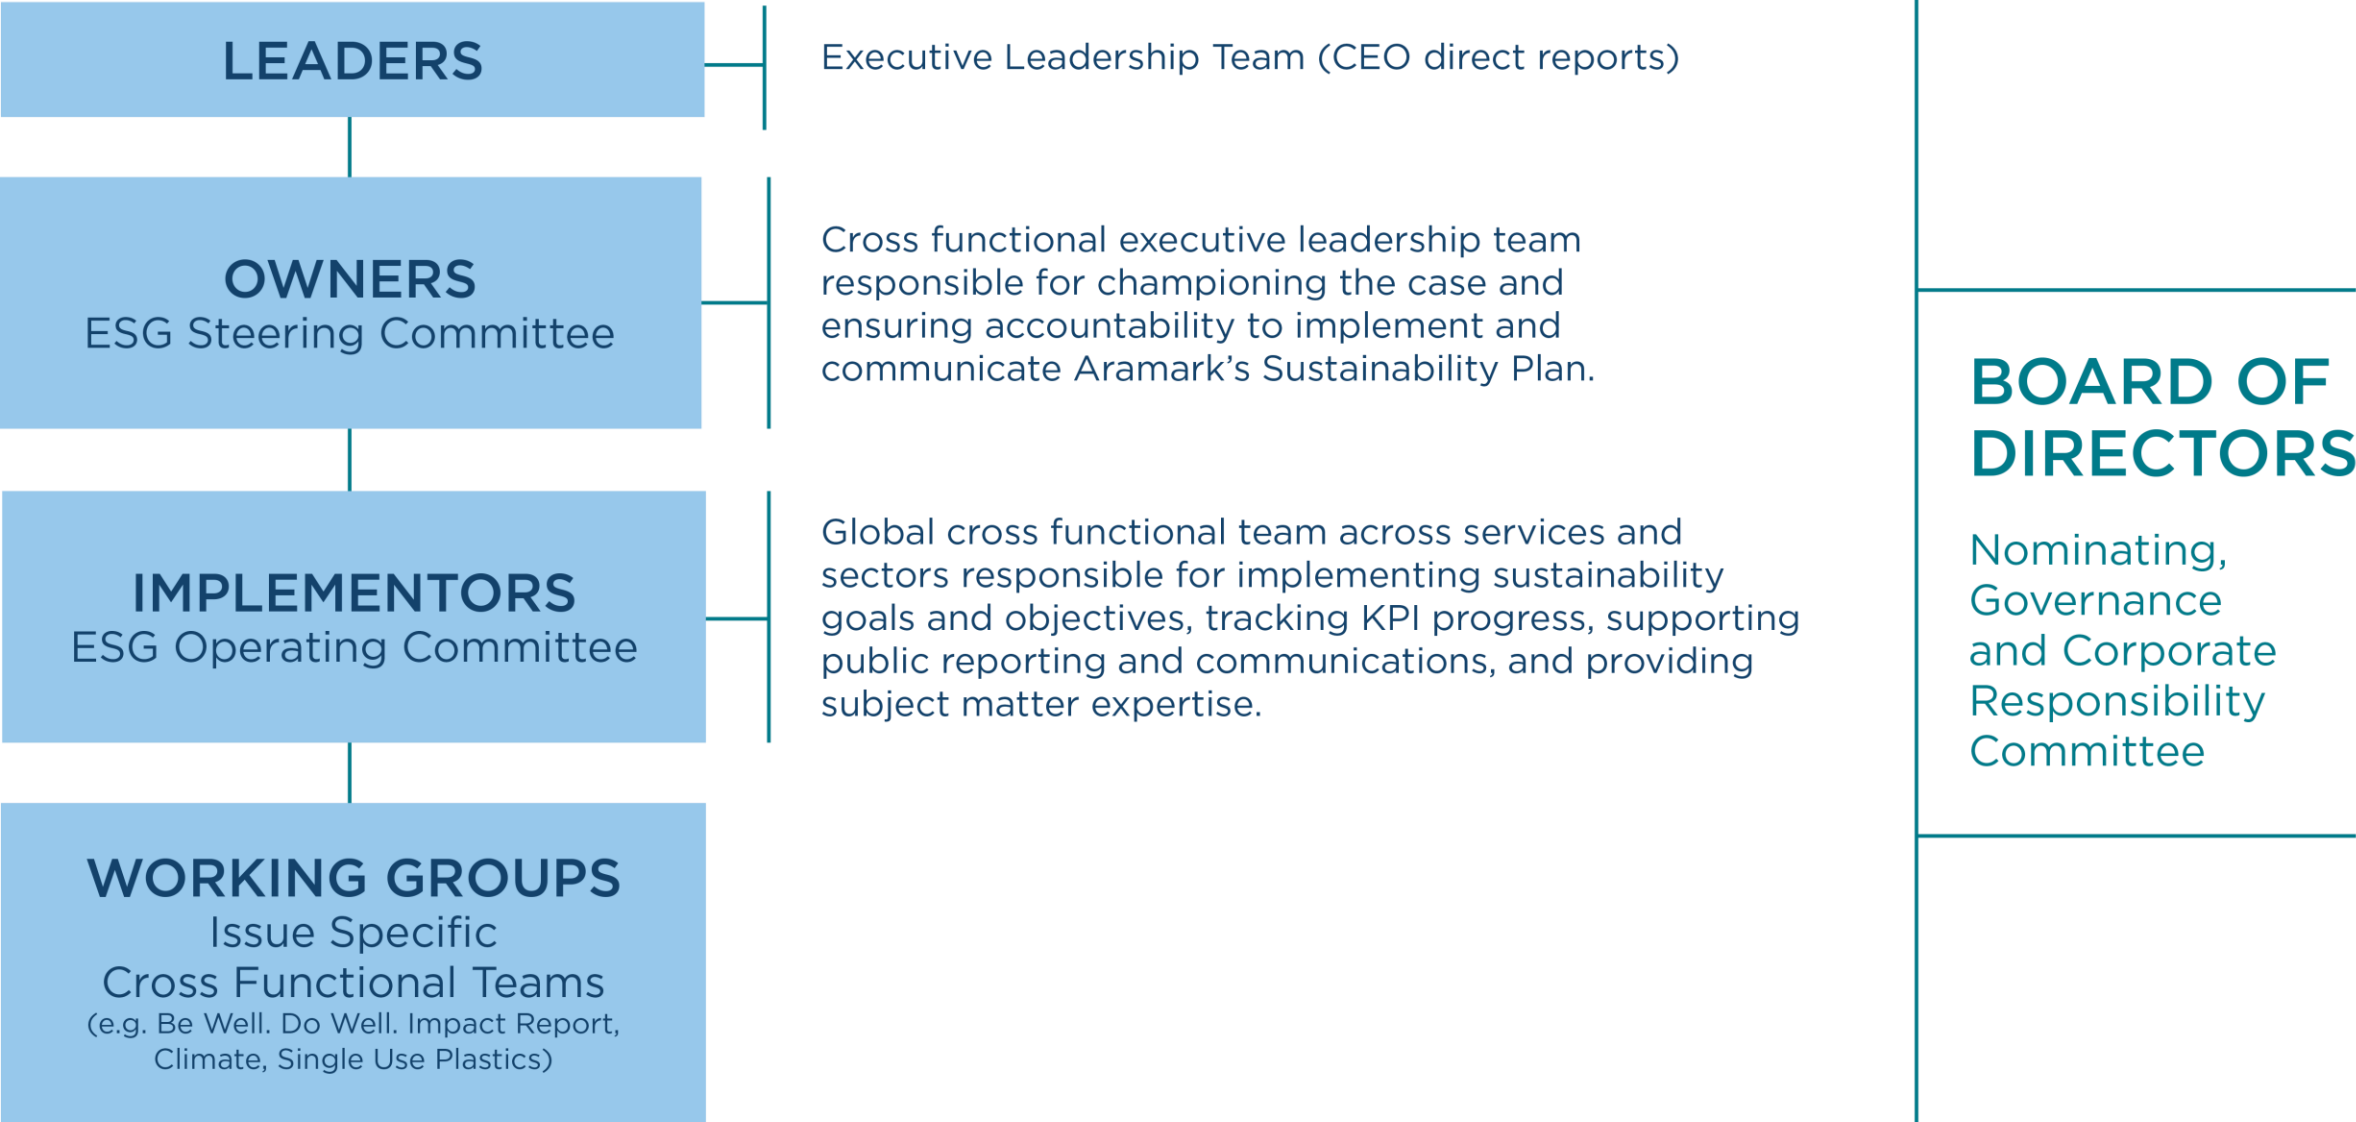 LEADERS
Executive Leadership Team (CEO direct reports)
OWNERS
ESG Steering Committee
Cross functional executive leadership team
responsible for championing the case and
ensuring accountability to implement and
communicate Aramark’s Sustainability Plan.
IMPLEMENTORS
ESG Operating Committee
Global cross functional team across services and
sectors responsible for implementing sustainability
goals and objectives, tracking KPI progress, supporting
public reporting and communications, and providing
subject matter expertise.
WORKING GROUPS
Issue Specific
Cross Functional Teams
(e.g. Be Well. Do Well. Impact Report,
Climate, Single Use Plastics)
BOARD OF
DIRECTORS
Nominating,
Governance
and Corporate
Responsibility
Committee